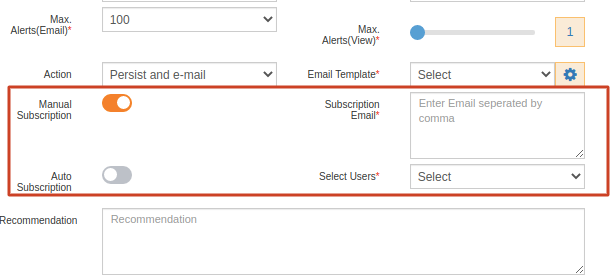 Max.
Alerts(Email)*
100
Max.
Alerts(View)*
1
Action
Persist and e-mail
Email Template*
Select
Manual
Subscription
Subscription
Email*
Enter Email seperated by
comma
Auto
Subscription
Select Users*
Select
Recommendation
Recommendation